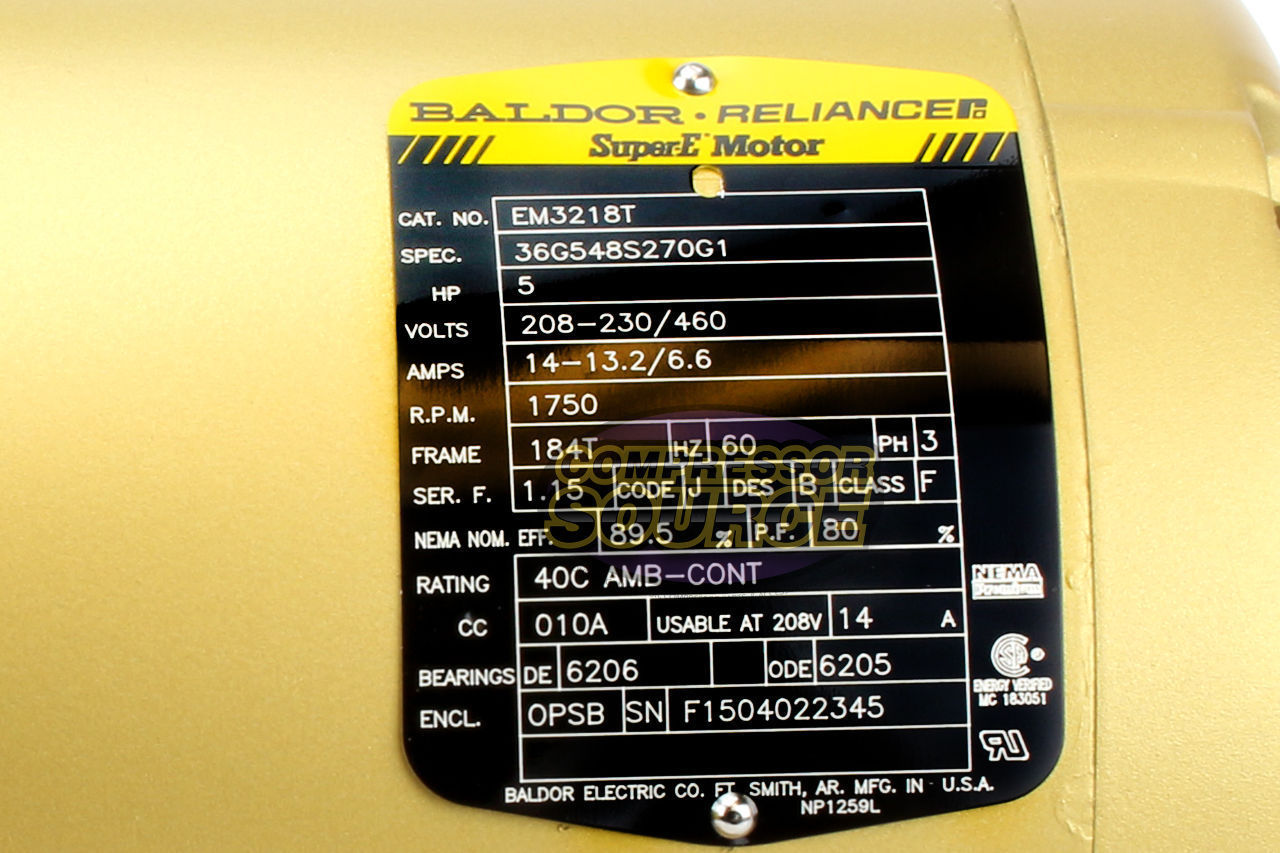 BALDOR · RELIANCE
Super-E Motor
CAT. NO. EM3218T
SPEC. 36G548S270G1
HP 5
VOLTS 208-230/460
AMPS 14-13.2/6.6
R.P.M. 1750
FRAME 184T HZ 60 PH 3
SER. F. 1.15 CODE J DES B CLASS F
NEMA NOM. EFF. 89.5 % P.F. 80 %
RATING 40C AMB-CONT
CC 010A USABLE AT 208V 14 A
BEARINGS DE 6206 ODE 6205
ENCL. OPSB SN F1504022345
BALDOR ELECTRIC CO. FT. SMITH, AR. MFG. IN U.S.A.
NP1259L
NEMA
Premium
ENERGY VERIFIED
MC 183051
COMPRESSOR
SOURCE